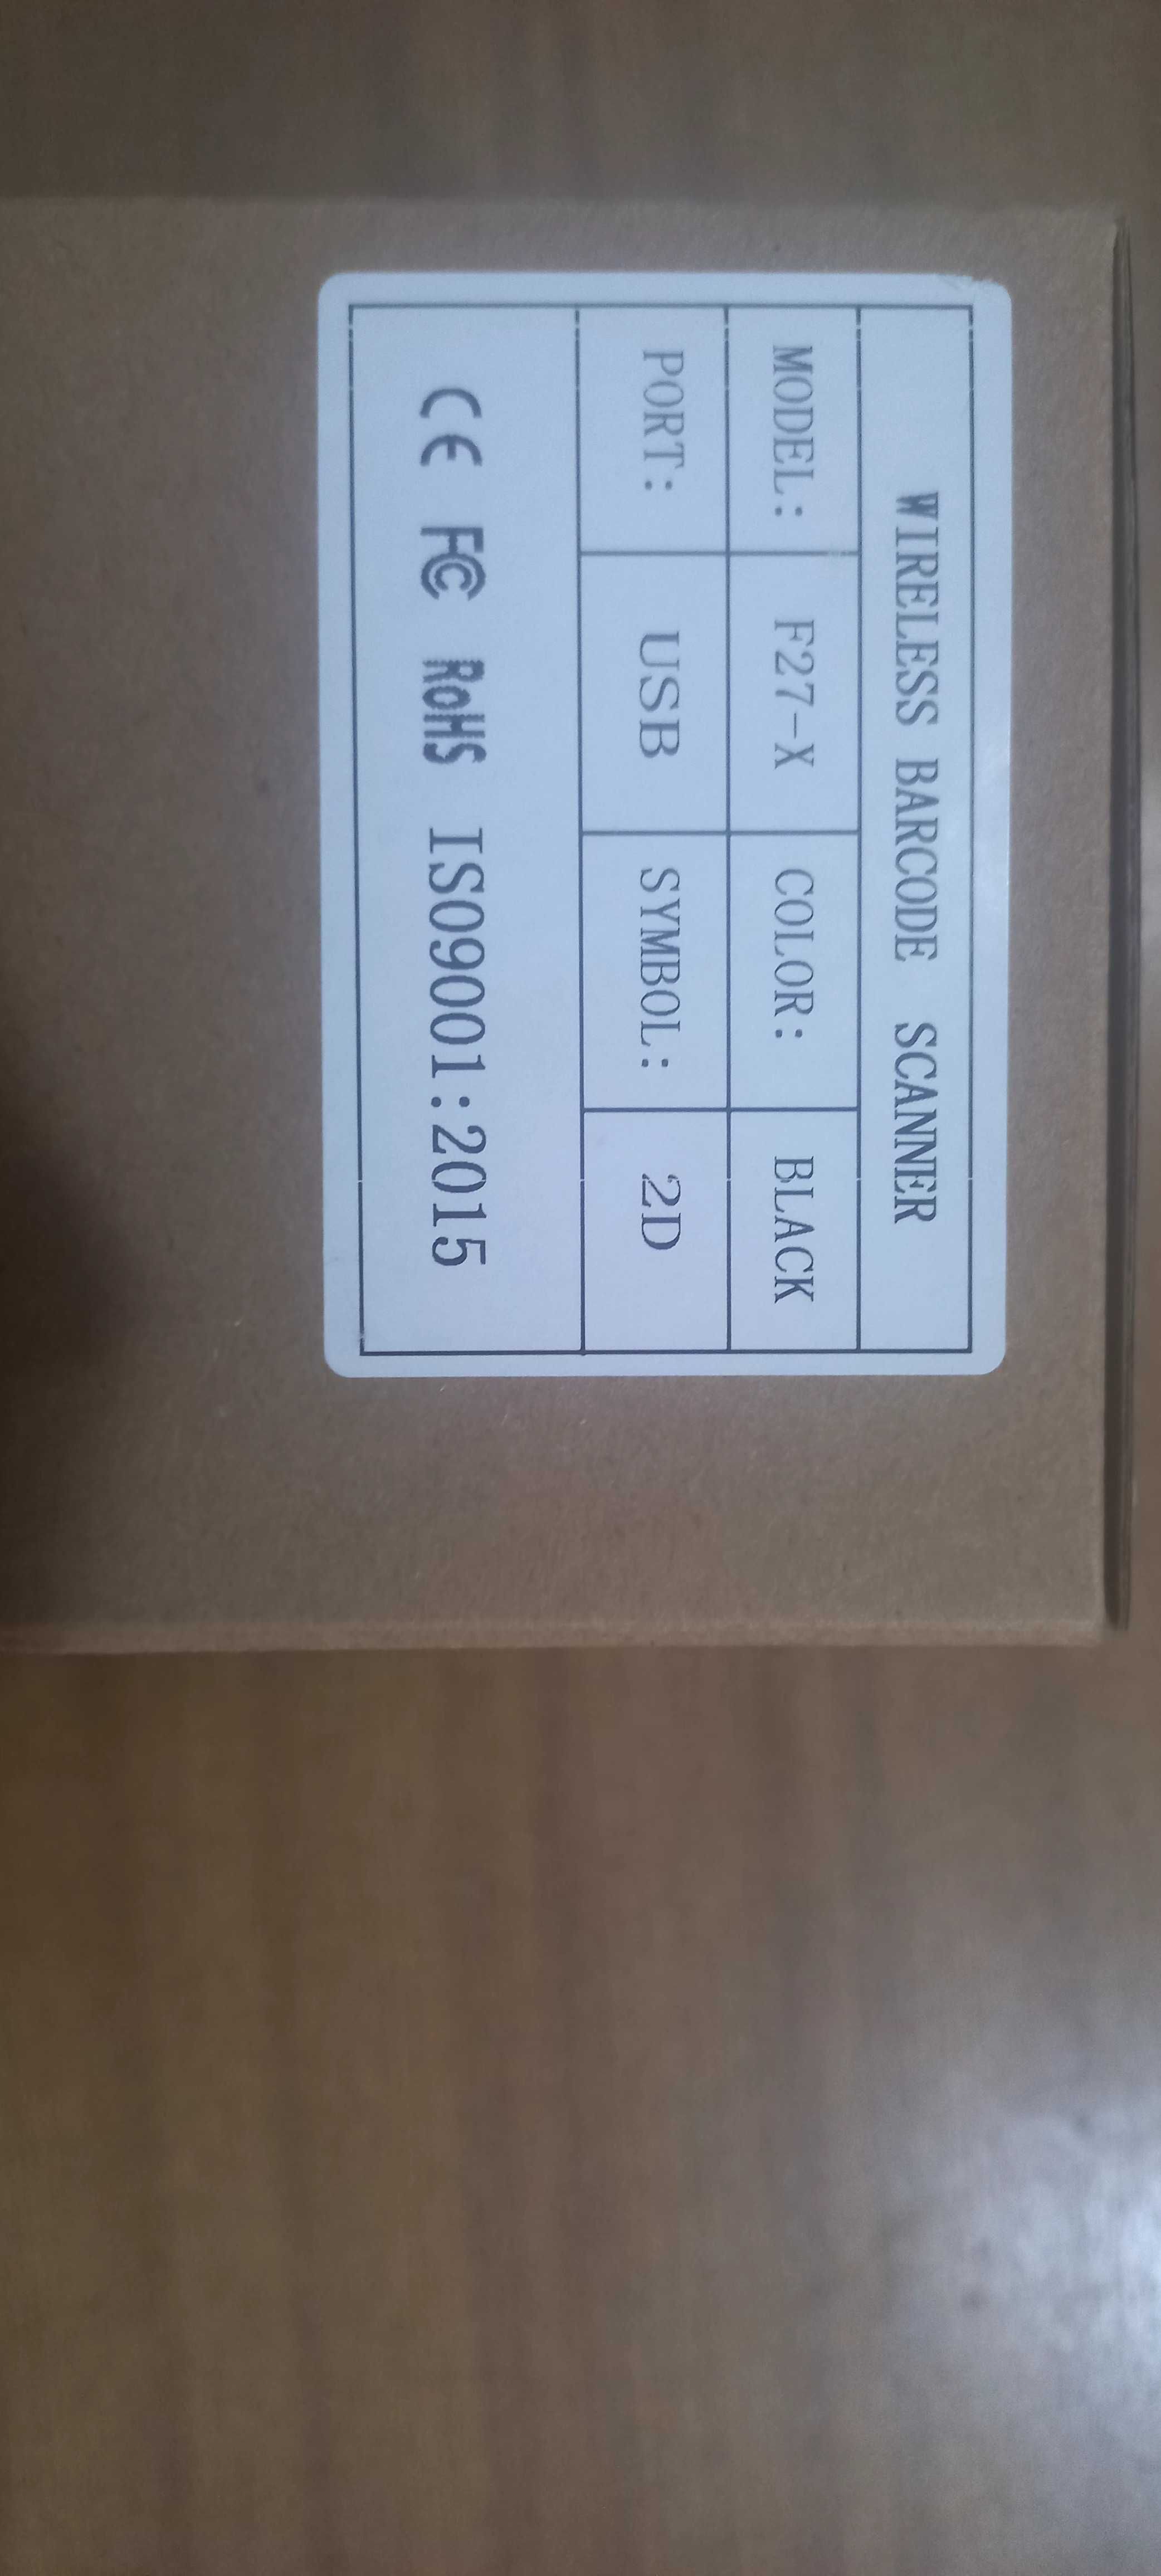 WIRELESS BARCODE SCANNER
MODEL: F27-X COLOR: BLACK
PORT: USB SYMBOL: 2D
CE FC RoHS ISO9001:2015